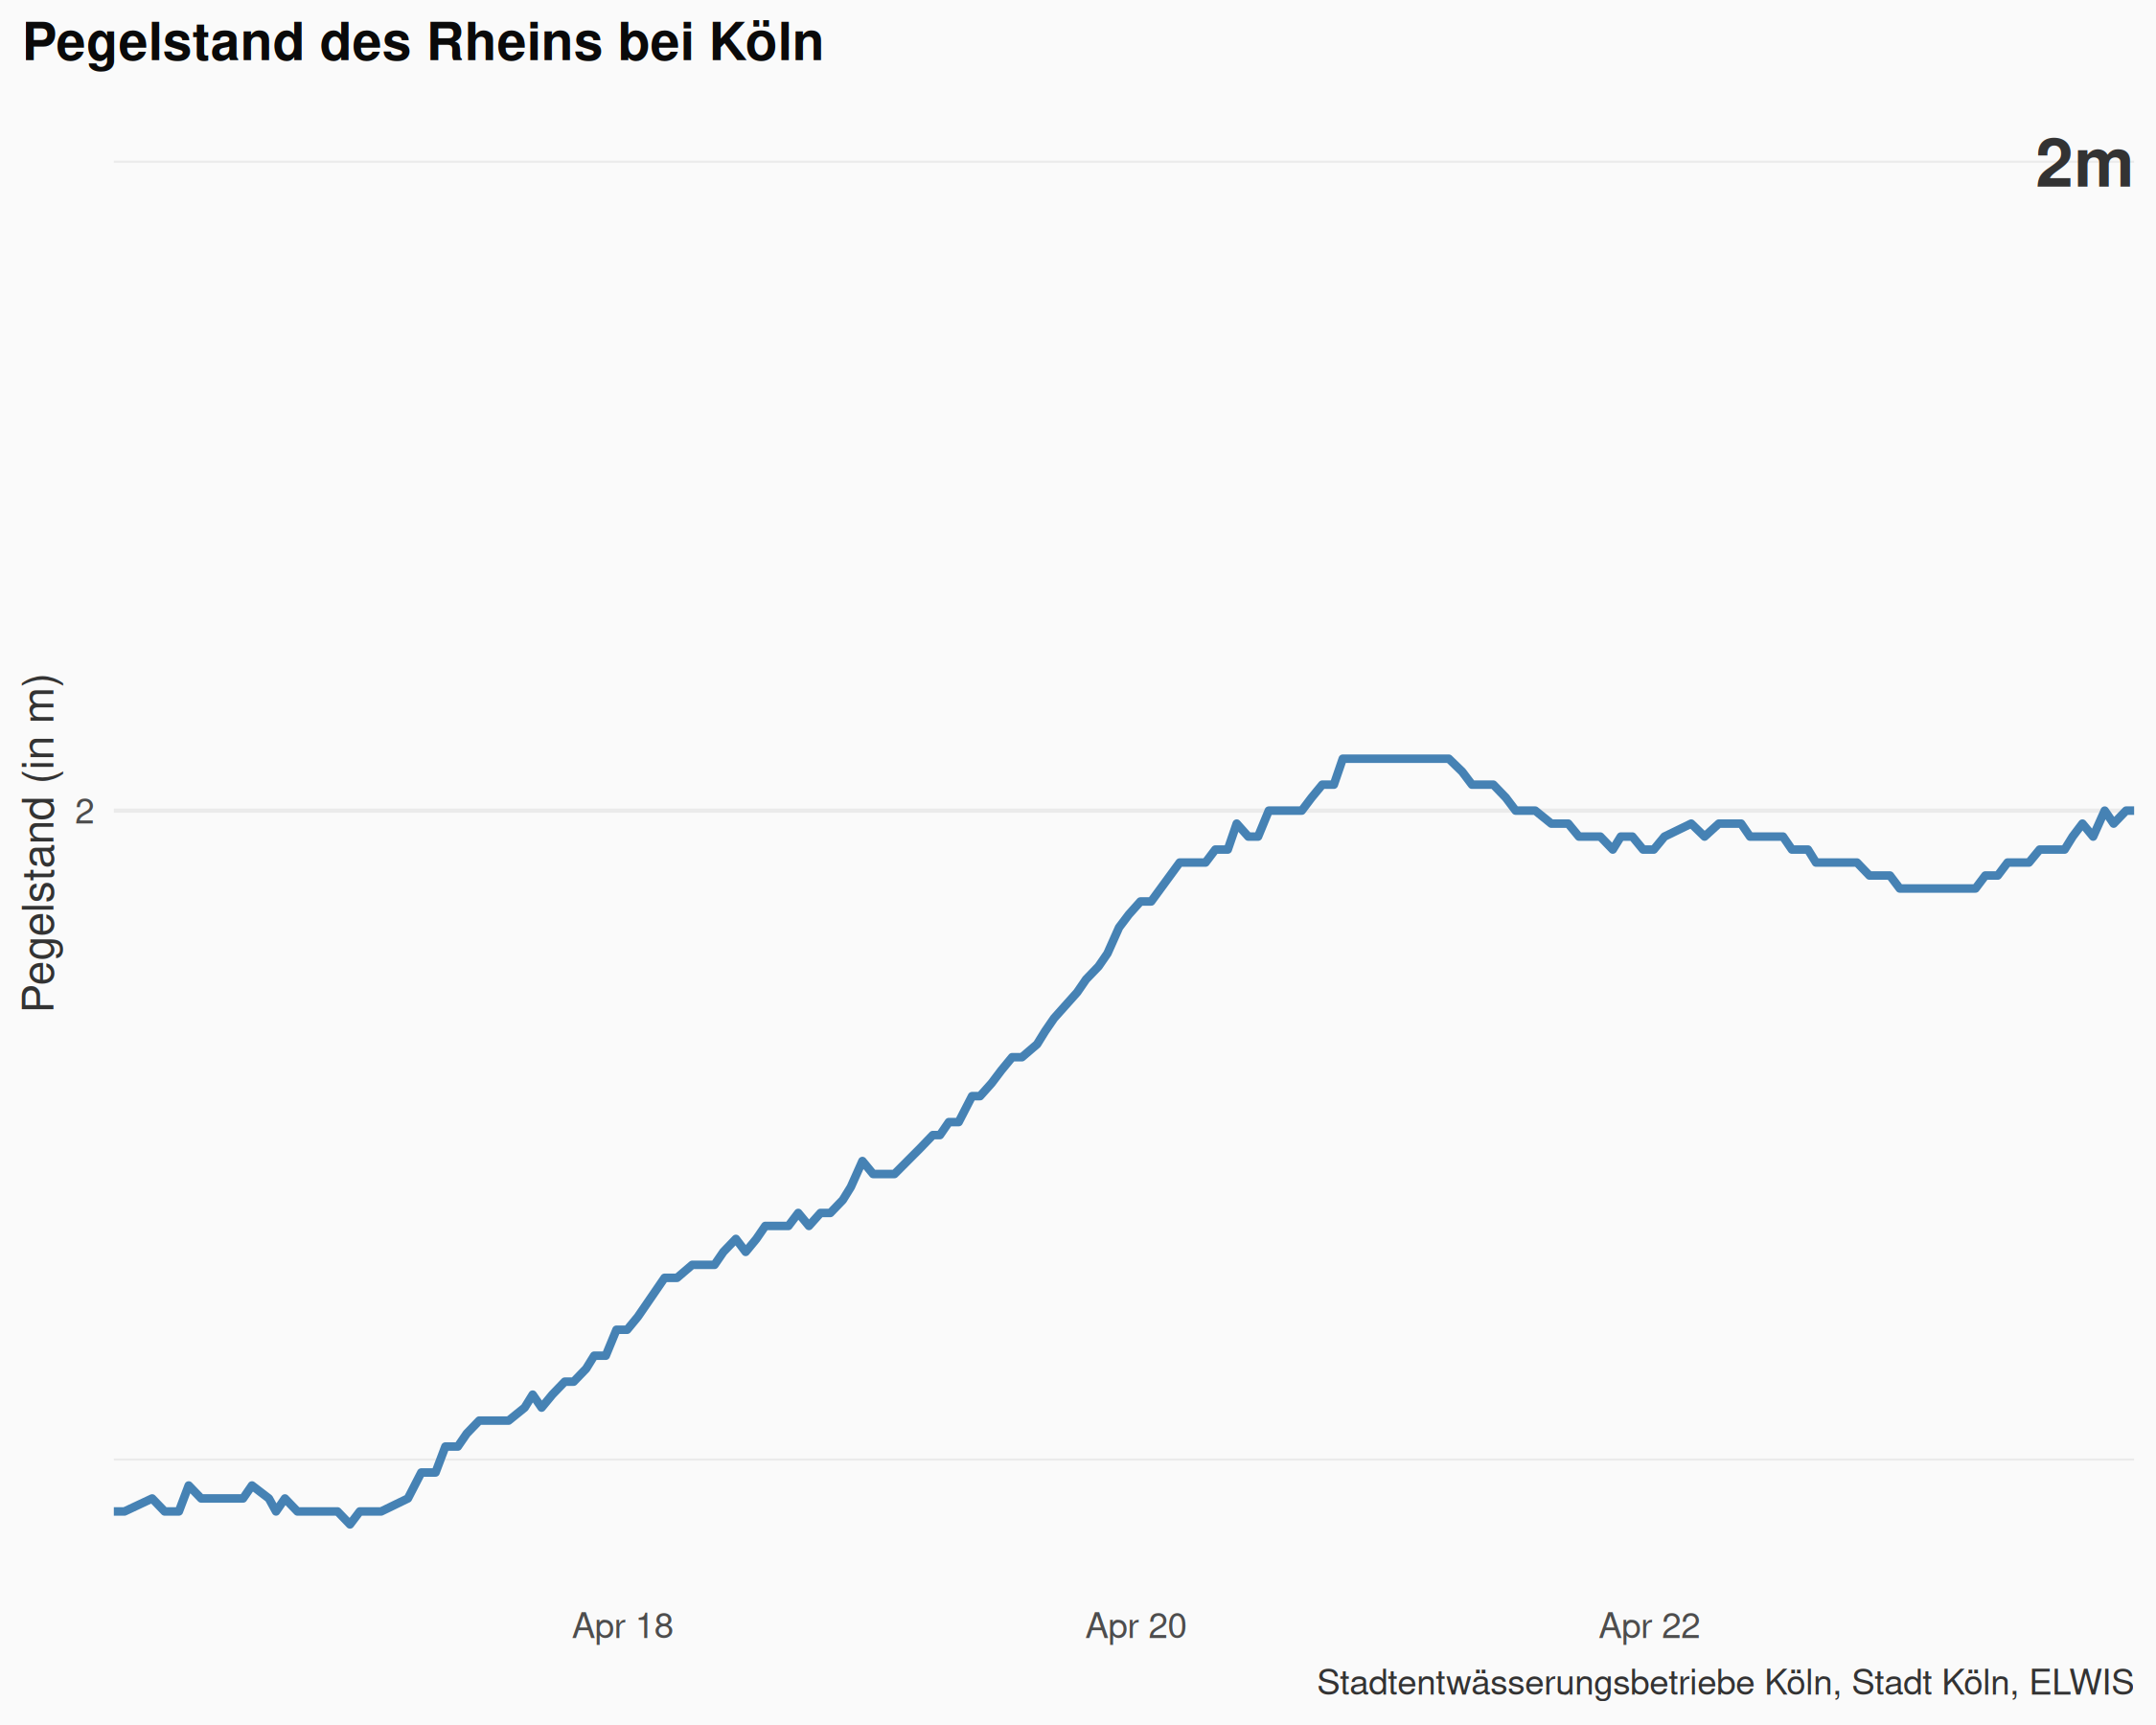 Pegelstand des Rheins bei Köln
2m
Pegelstand (in m)
2
Apr 18
Apr 20
Apr 22
Stadtentwässerungsbetriebe Köln, Stadt Köln, ELWIS